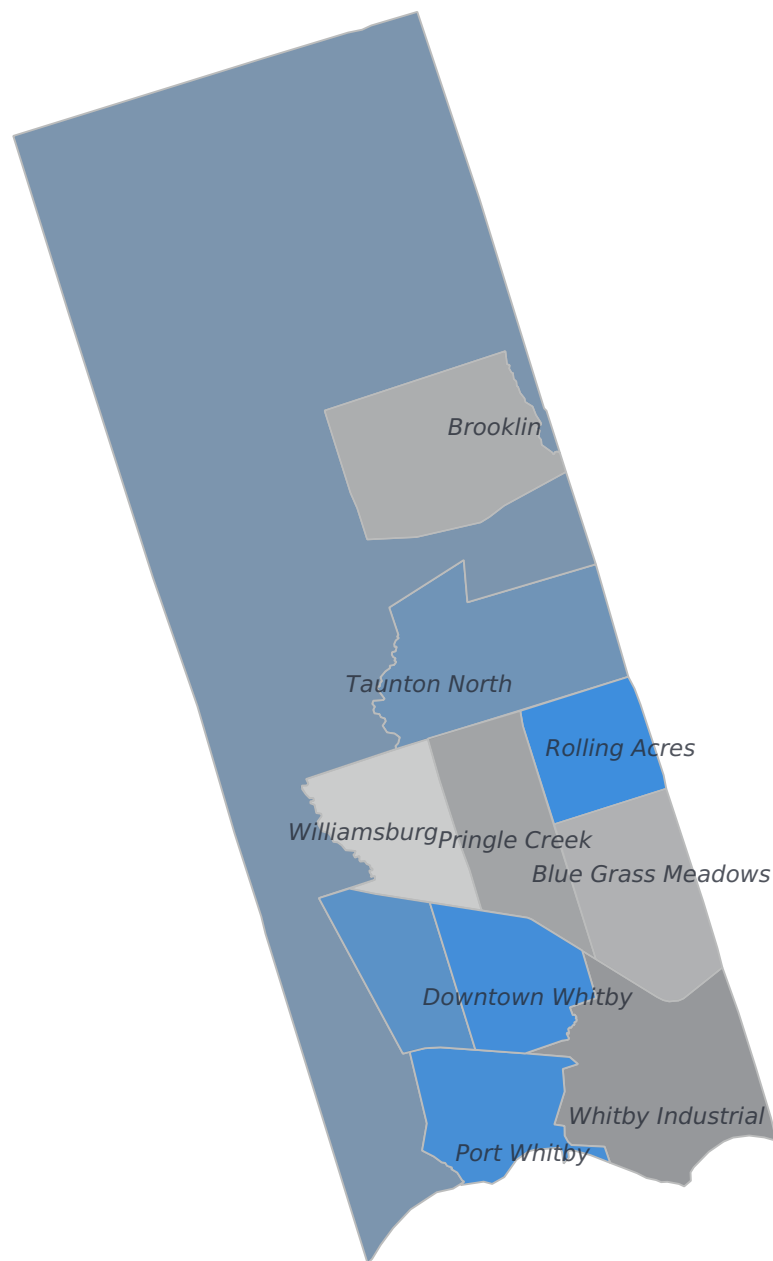 Brooklin
Taunton North
Rolling Acres
Williamsburg
Pringle Creek
Blue Grass Meadows
Downtown Whitby
Whitby Industrial
Port Whitby